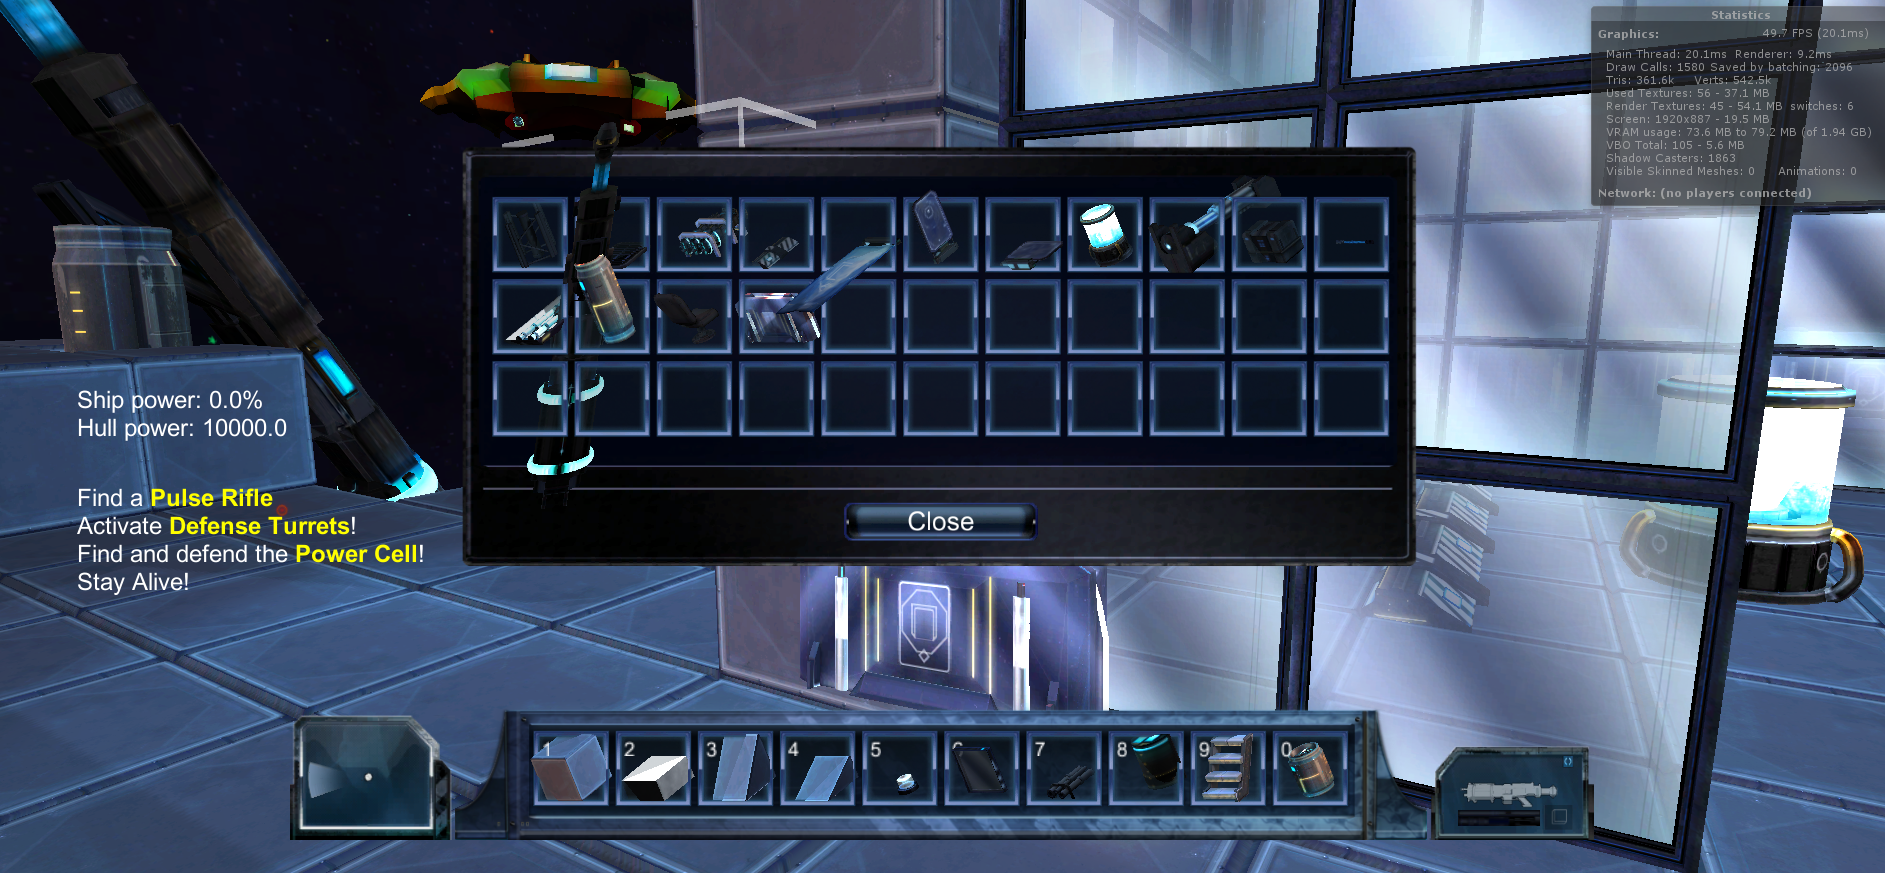 Statistics
Graphics: 49.7 FPS (20.1ms)
Main Thread: 20.1ms Renderer: 9.2ms
Draw Calls: 1580 Saved by batching: 2096
Tris: 361.6k Verts: 542.5k
Used Textures: 56 - 37.1 MB
Render Textures: 45 - 54.1 MB switches: 6
Screen: 1920x887 - 19.5 MB
VRAM usage: 73.6 MB to 79.2 MB (of 1.94 GB)
VBO Total: 105 - 5.6 MB
Shadow Casters: 1863
Visible Skinned Meshes: 0 Animations: 0
Network: (no players connected)
Ship power: 0.0%
Hull power: 10000.0
Find a Pulse Rifle
Activate Defense Turrets!
Find and defend the Power Cell!
Stay Alive!
Close
1 2 3 4 5 6 7 8 9 0